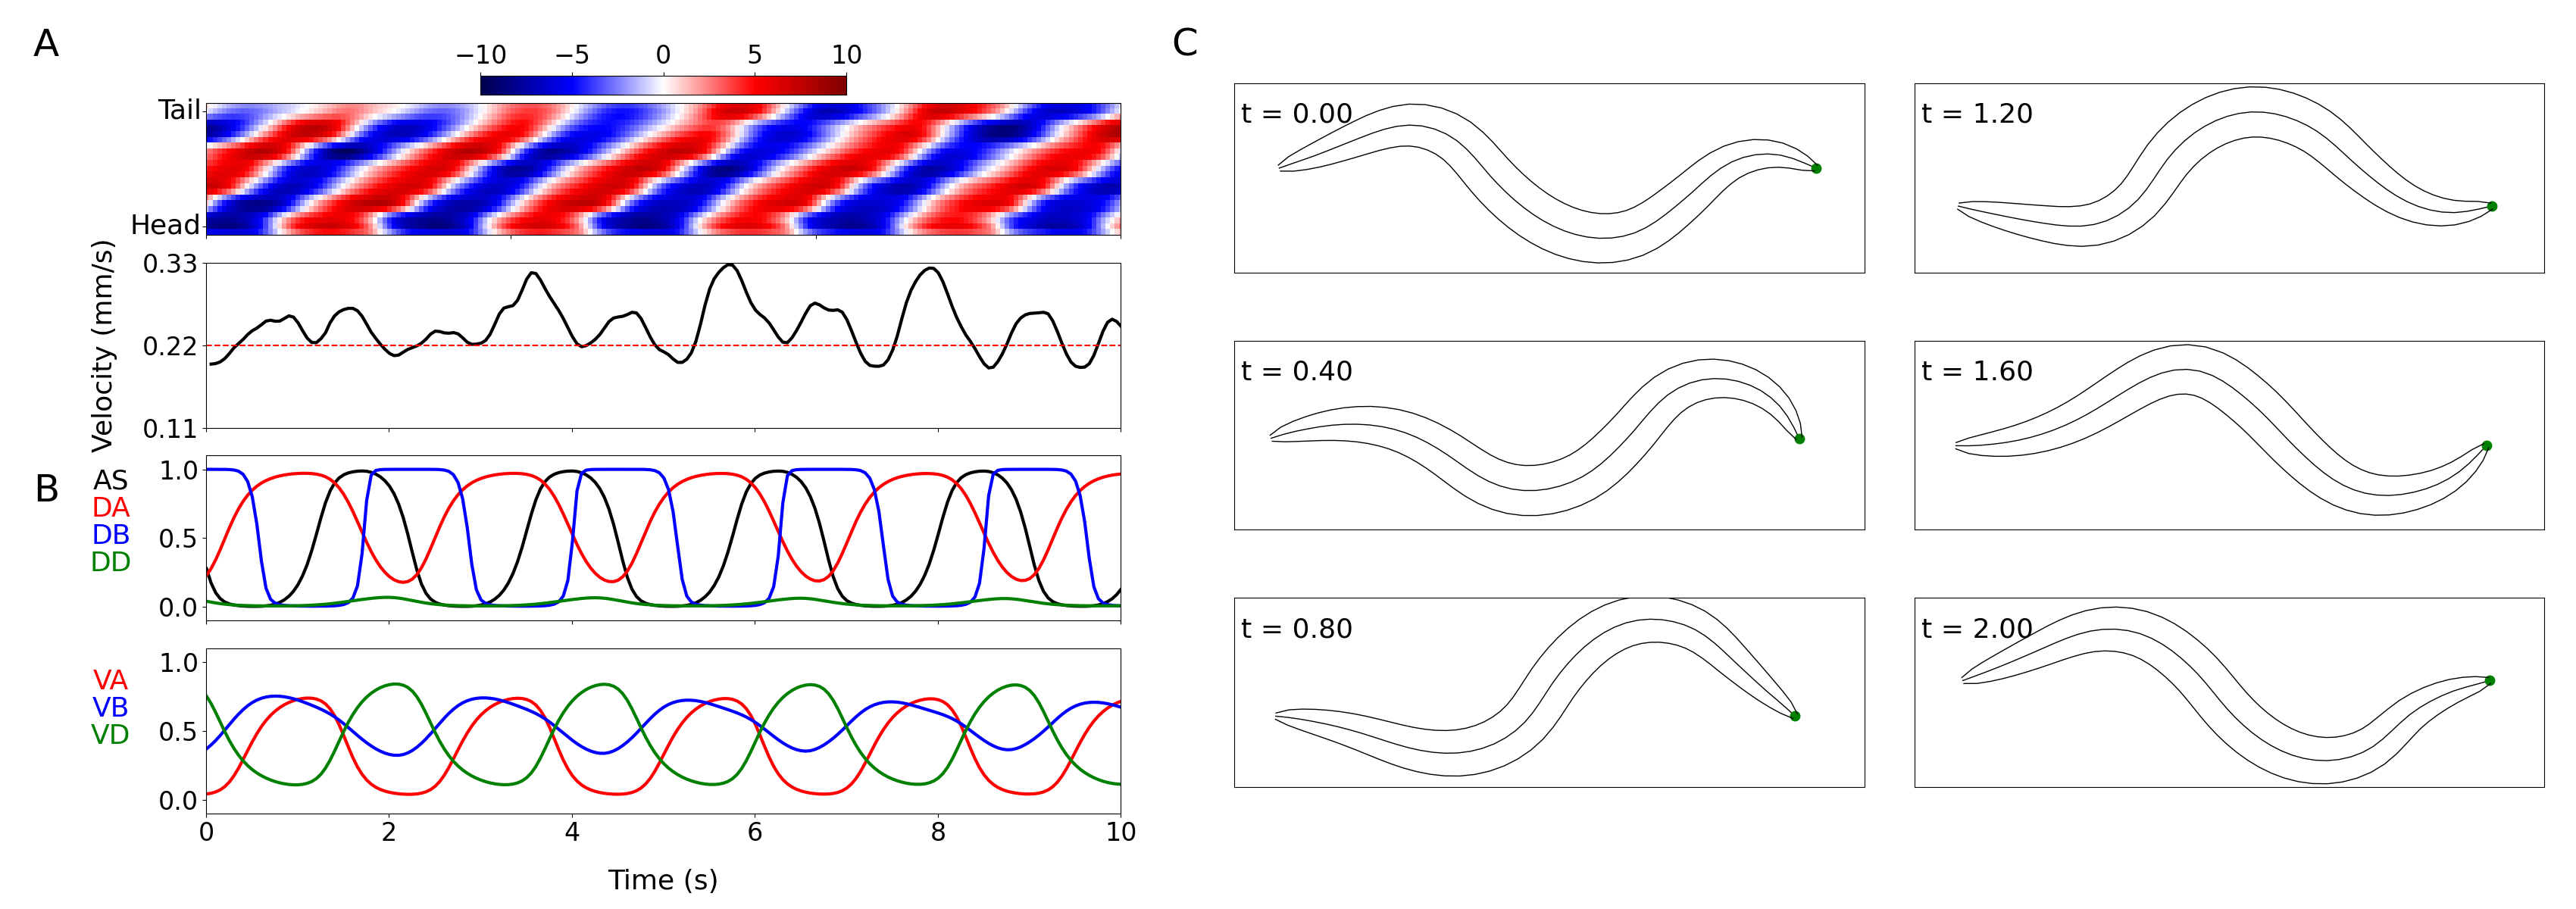 A
−10 −5 0 5 10
Tail
Head
Velocity (mm/s)
0.33
0.22
0.11
B
AS
DA
DB
DD
1.0
0.5
0.0
VA
VB
VD
1.0
0.5
0.0
0 2 4 6 8 10
Time (s)
C
t = 0.00
t = 1.20
t = 0.40
t = 1.60
t = 0.80
t = 2.00